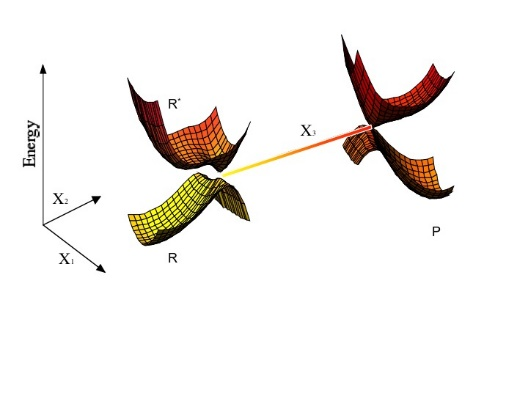 R*
X₃
Energy
X₂
X₁
R
P